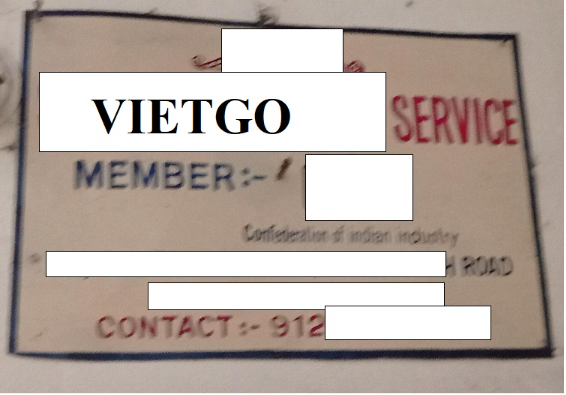 VIETGO SERVICE
MEMBER:-
Confederation of indian industry
ROAD
CONTACT:- 912